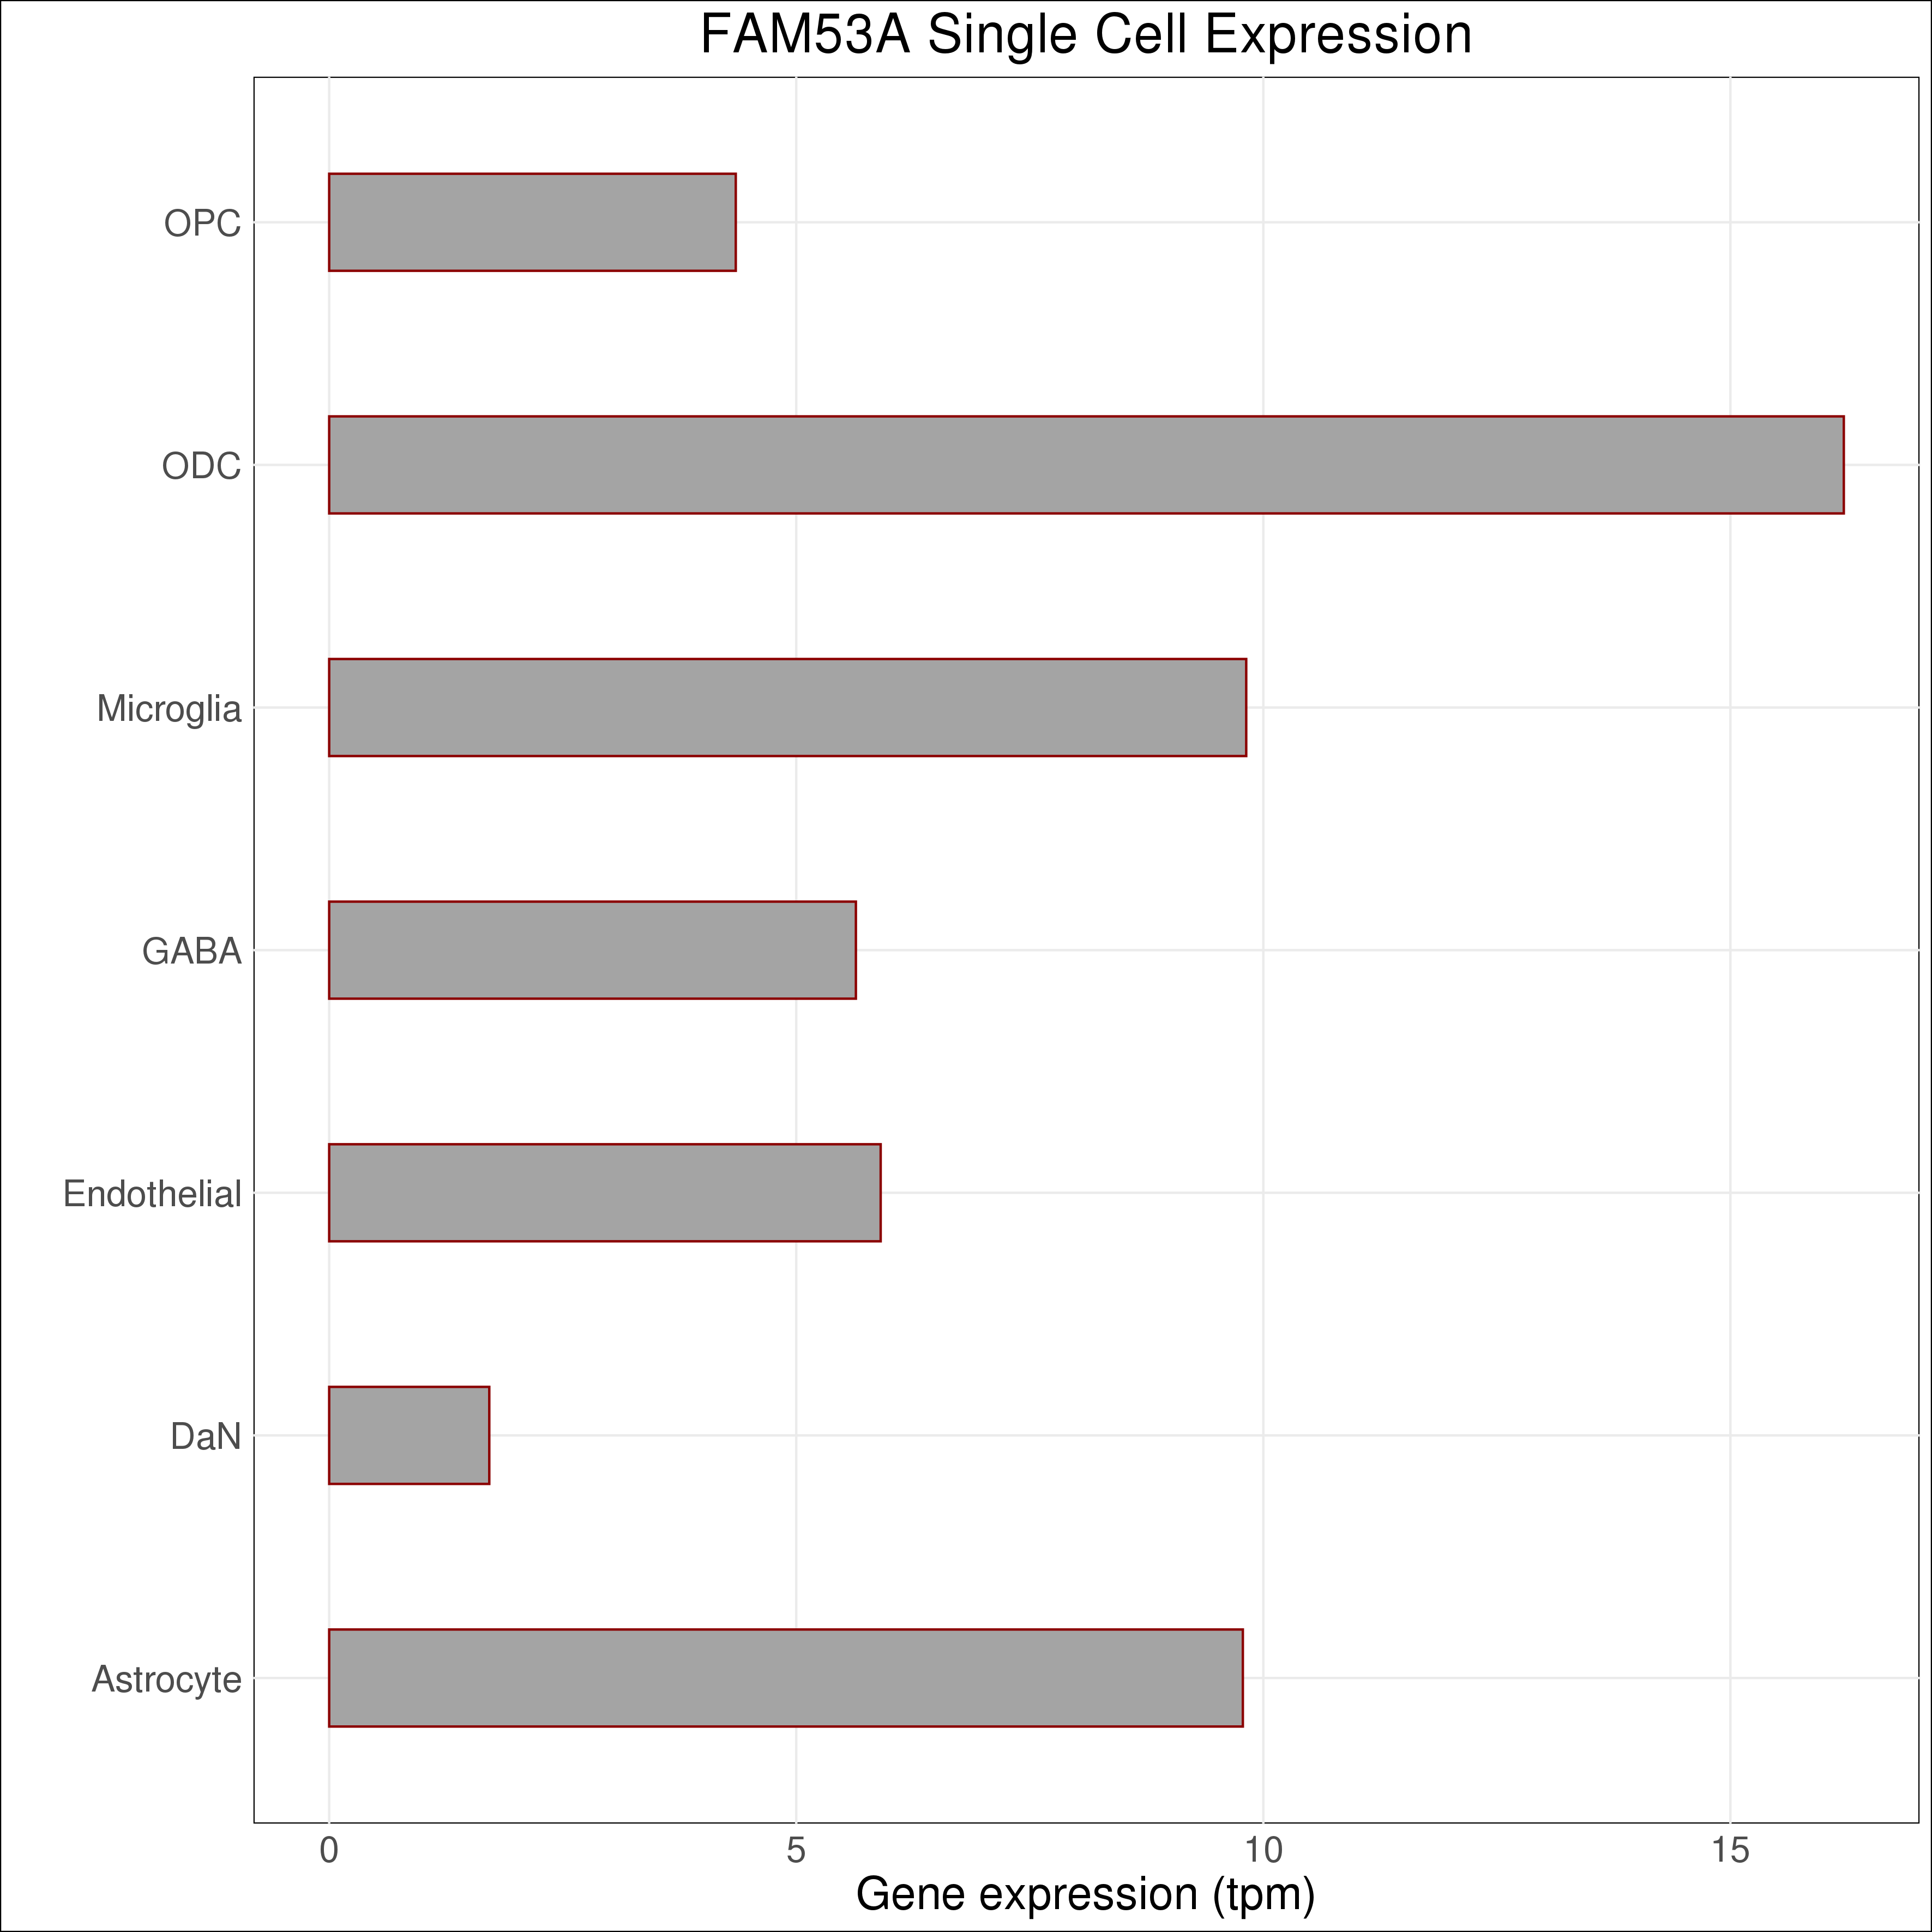 FAM53A Single Cell Expression
OPC
ODC
Microglia
GABA
Endothelial
DaN
Astrocyte
0 5 10 15
Gene expression (tpm)